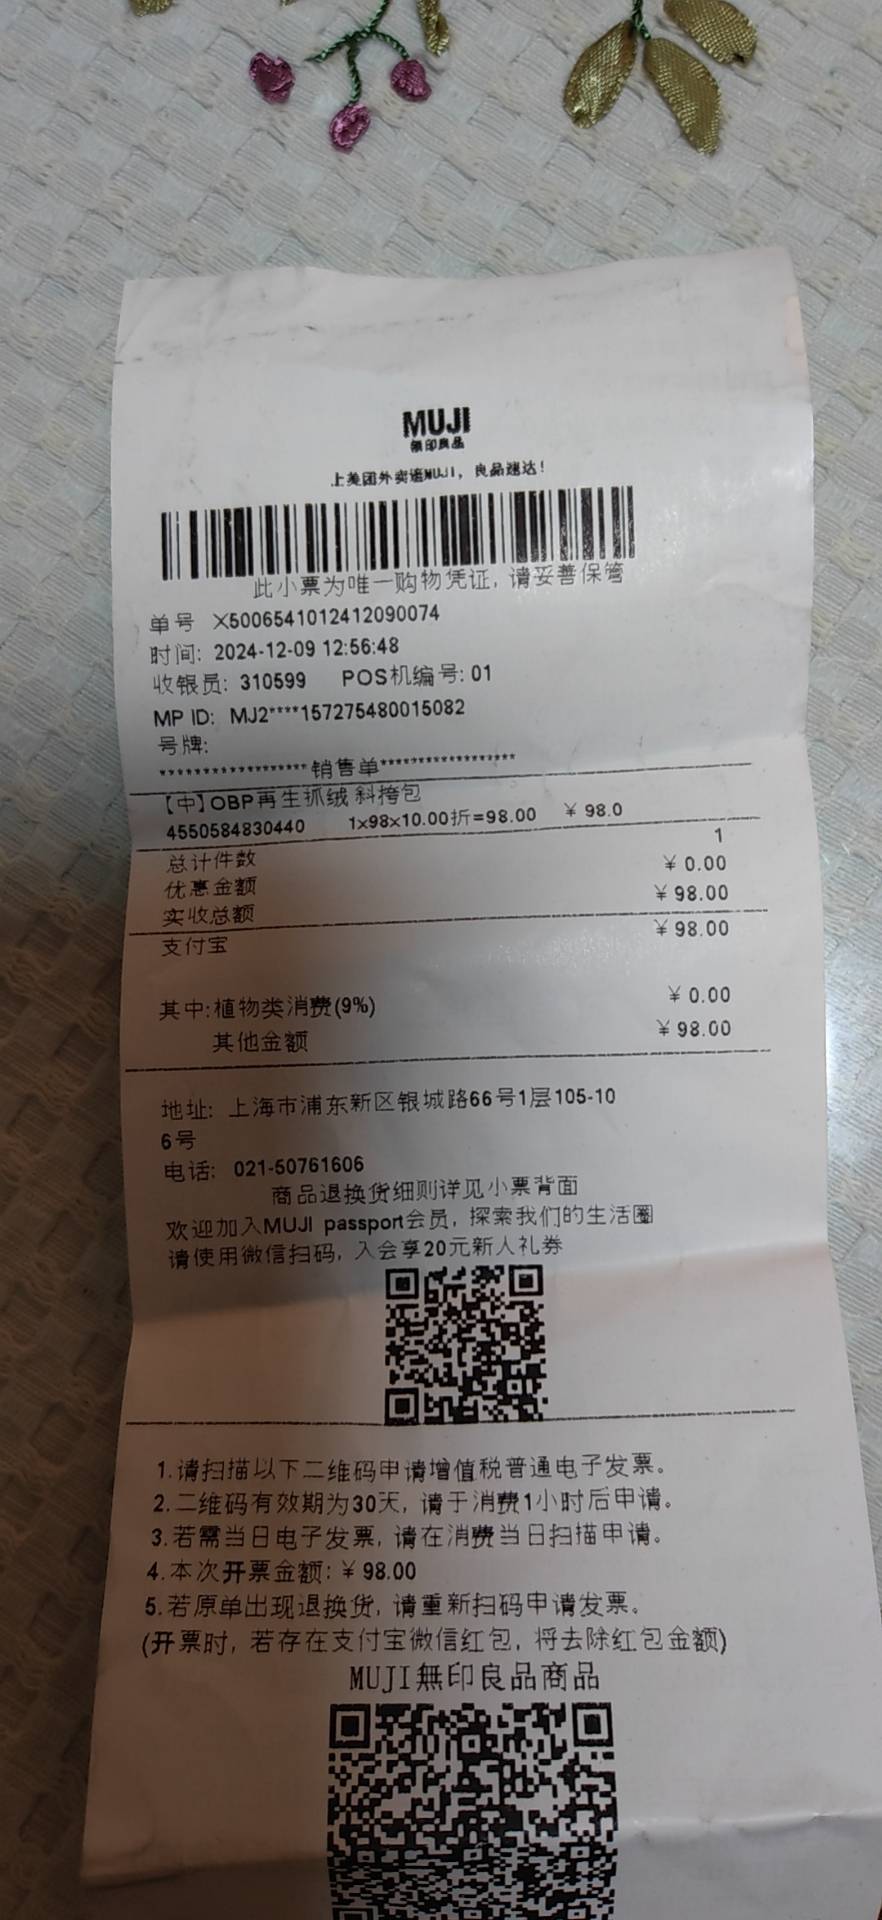 MUJI
無印良品
上美团外卖逛MUJI，良品速达！
此小票为唯一购物凭证，请妥善保管
单号 X5006541012412090074
时间: 2024-12-09 12:56:48
收银员: 310599 POS机编号: 01
MP ID: MJ2****157275480015082
号牌:
******************销售单******************
【中】OBP再生抓绒 斜挎包
4550584830440 1x98x10.00折=98.00 ￥ 98.0
总计件数 1
优惠金额 ￥ 0.00
实收总额 ￥ 98.00
支付宝 ￥ 98.00
其中:植物类消费(9%) ￥ 0.00
其他金额 ￥ 98.00
地址: 上海市浦东新区银城路66号1层105-10
6号
电话: 021-50761606
商品退换货细则详见小票背面
欢迎加入MUJI passport会员，探索我们的生活圈
请使用微信扫码，入会享20元新人礼券
1.请扫描以下二维码申请增值税普通电子发票。
2.二维码有效期为30天，请于消费1小时后申请。
3.若需当日电子发票，请在消费当日扫描申请。
4.本次开票金额: ￥ 98.00
5.若原单出现退换货，请重新扫码申请发票。
(开票时，若存在支付宝微信红包，将去除红包金额)
MUJI無印良品商品